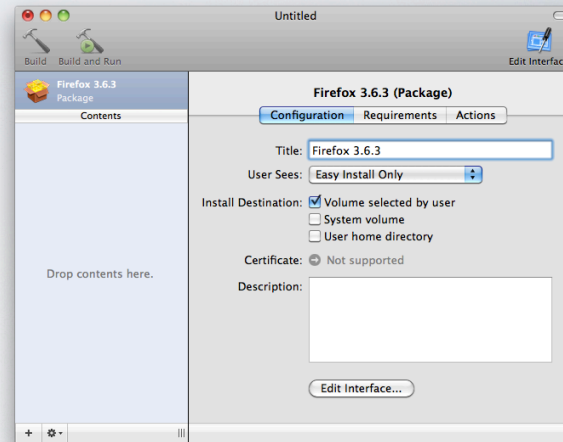 Untitled
Build
Build and Run
Edit Interfac
Firefox 3.6.3
Package
Contents
Drop contents here.
Firefox 3.6.3 (Package)
Configuration
Requirements
Actions
Title: Firefox 3.6.3
User Sees: Easy Install Only
Install Destination: Volume selected by user
System volume
User home directory
Certificate: Not supported
Description:
Edit Interface...